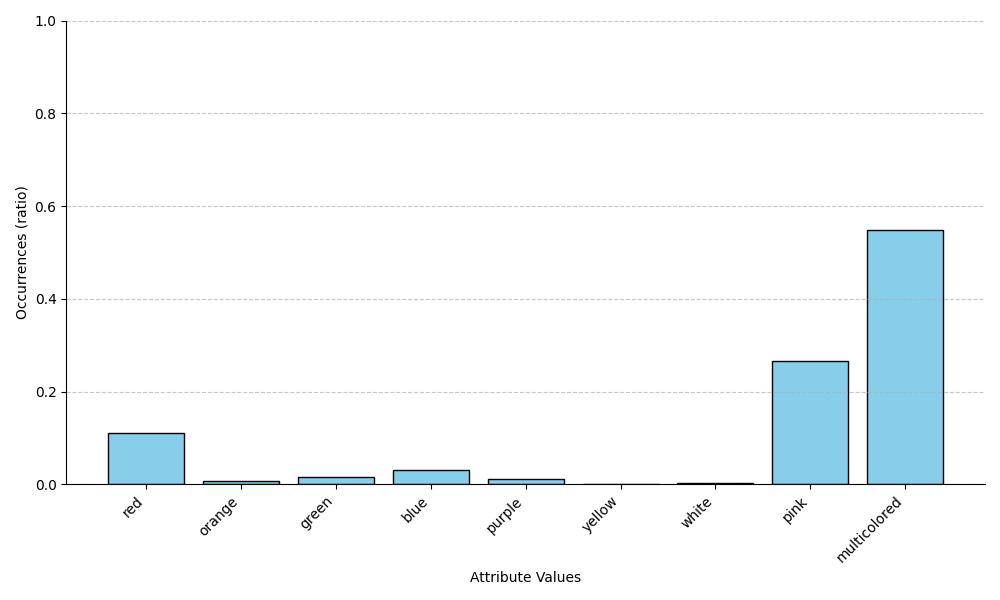 1.0
0.8
0.6
0.4
0.2
0.0
Occurrences (ratio)
red
orange
green
blue
purple
yellow
white
pink
multicolored
Attribute Values